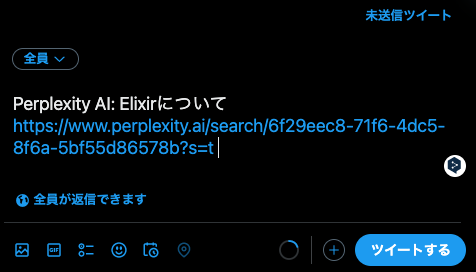 未送信ツイート
全員
Perplexity AI: Elixirについて
https://www.perplexity.ai/search/6f29eec8-71f6-4dc5-
8f6a-5bf55d86578b?s=t
全員が返信できます
GIF
ツイートする